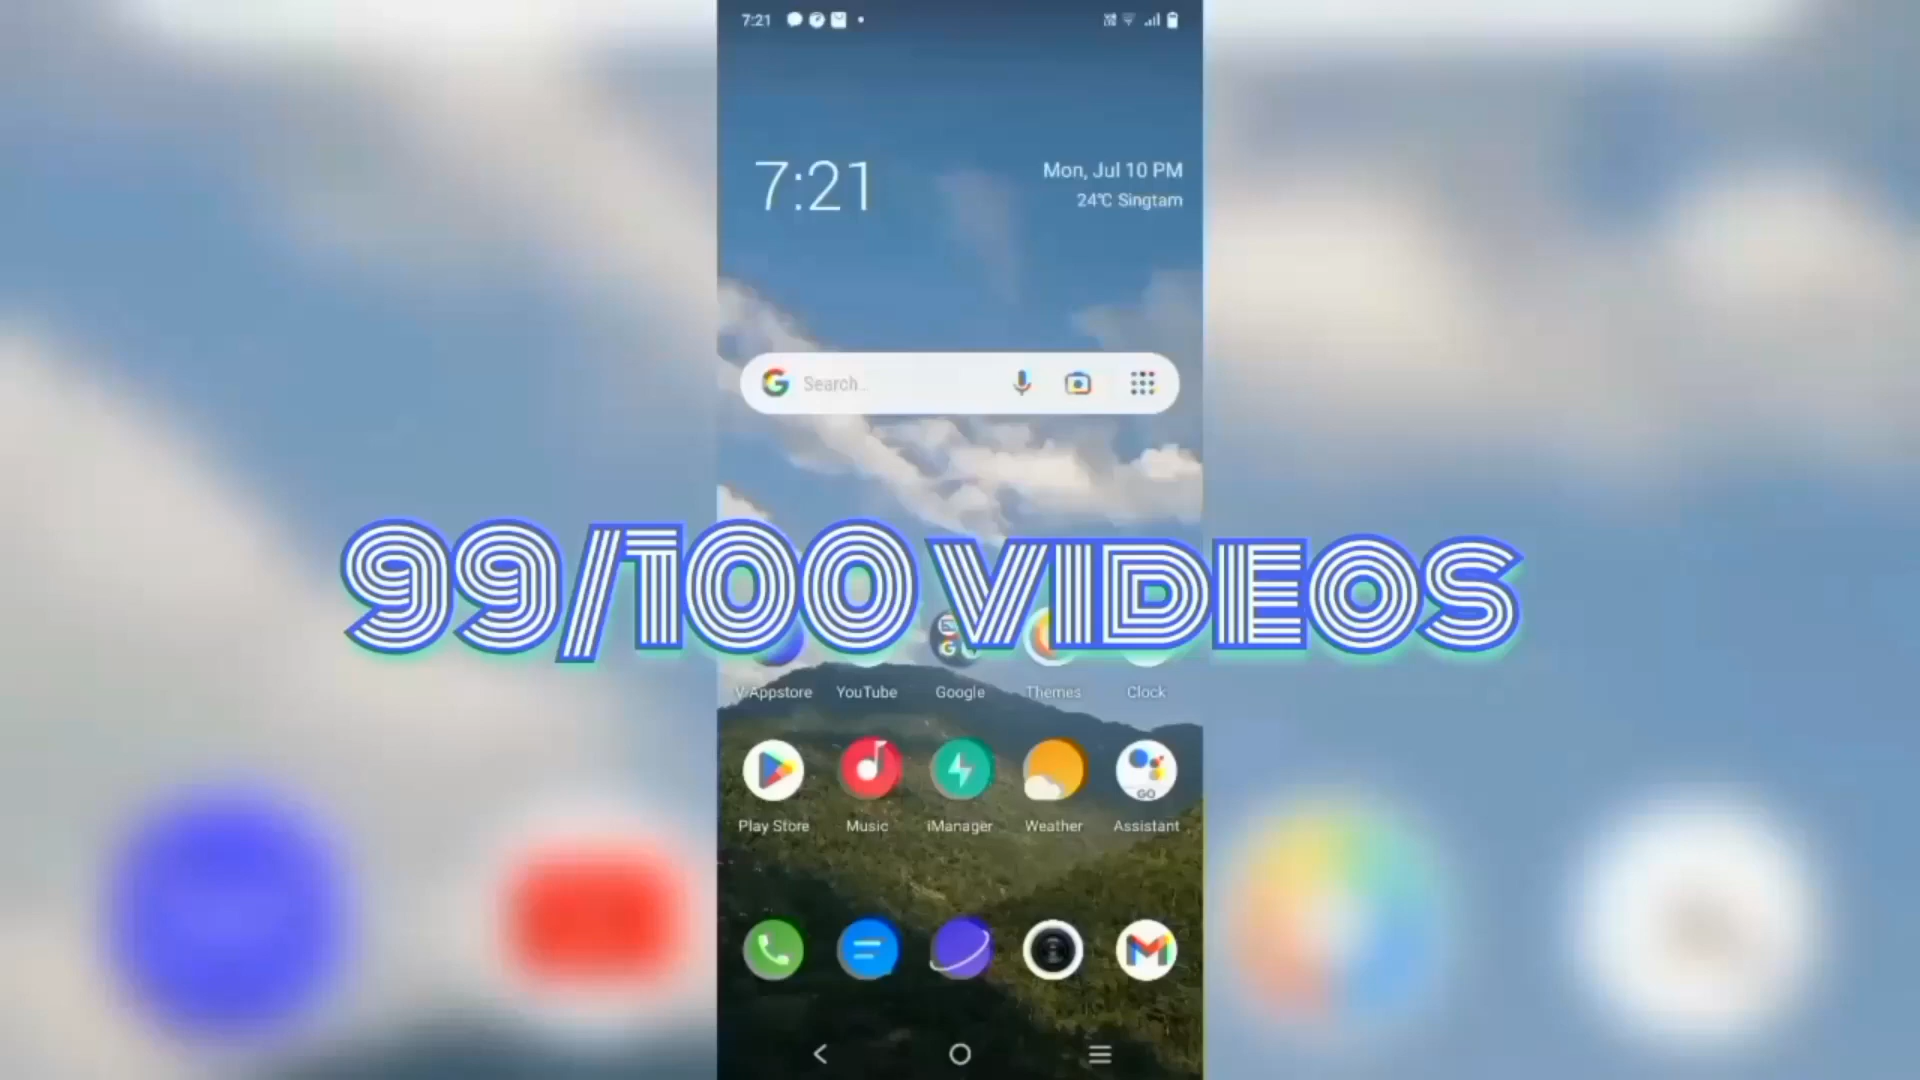 7:21
7:21
Mon, Jul 10 PM
24℃ Singtam
Search...
99/100 VIDEOS
V-Appstore YouTube Google Themes Clock
GO
Play Store Music iManager Weather Assistant